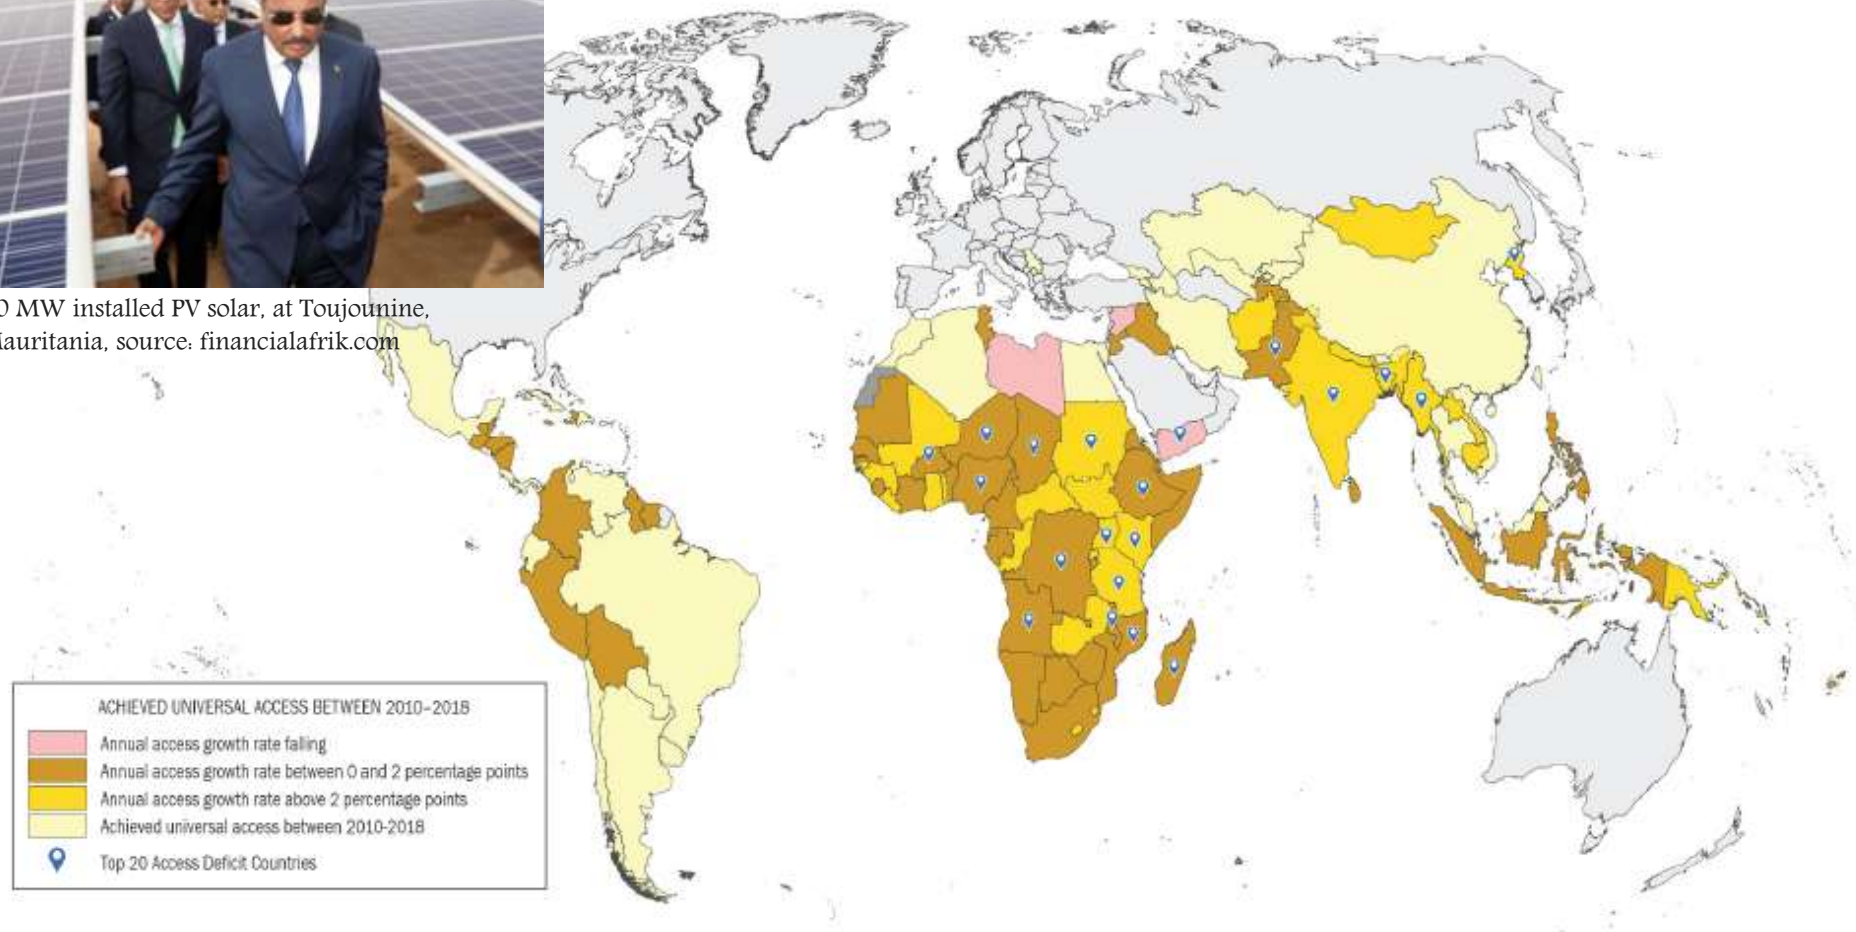 0 MW installed PV solar, at Toujounine,
Mauritania, source: financialafrik.com
ACHIEVED UNIVERSAL ACCESS BETWEEN 2010–2018
Annual access growth rate falling
Annual access growth rate between 0 and 2 percentage points
Annual access growth rate above 2 percentage points
Achieved universal access between 2010-2018
Top 20 Access Deficit Countries